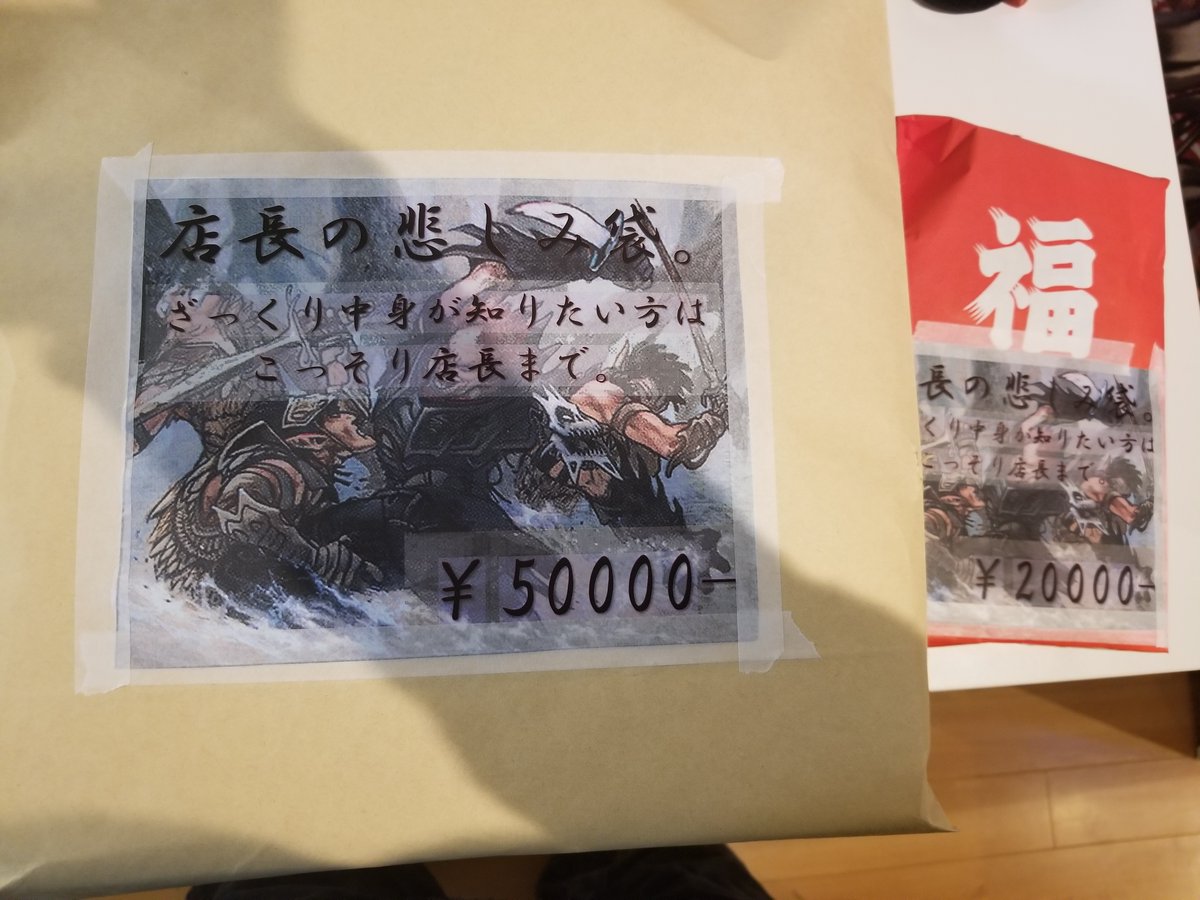 店長の悲しみ袋。
ざっくり中身が知りたい方は
こっそり店長まで。
￥50000-
福
長の悲しみ袋。
くり中身が知りたい方は
こっそり店長まで
￥20000-